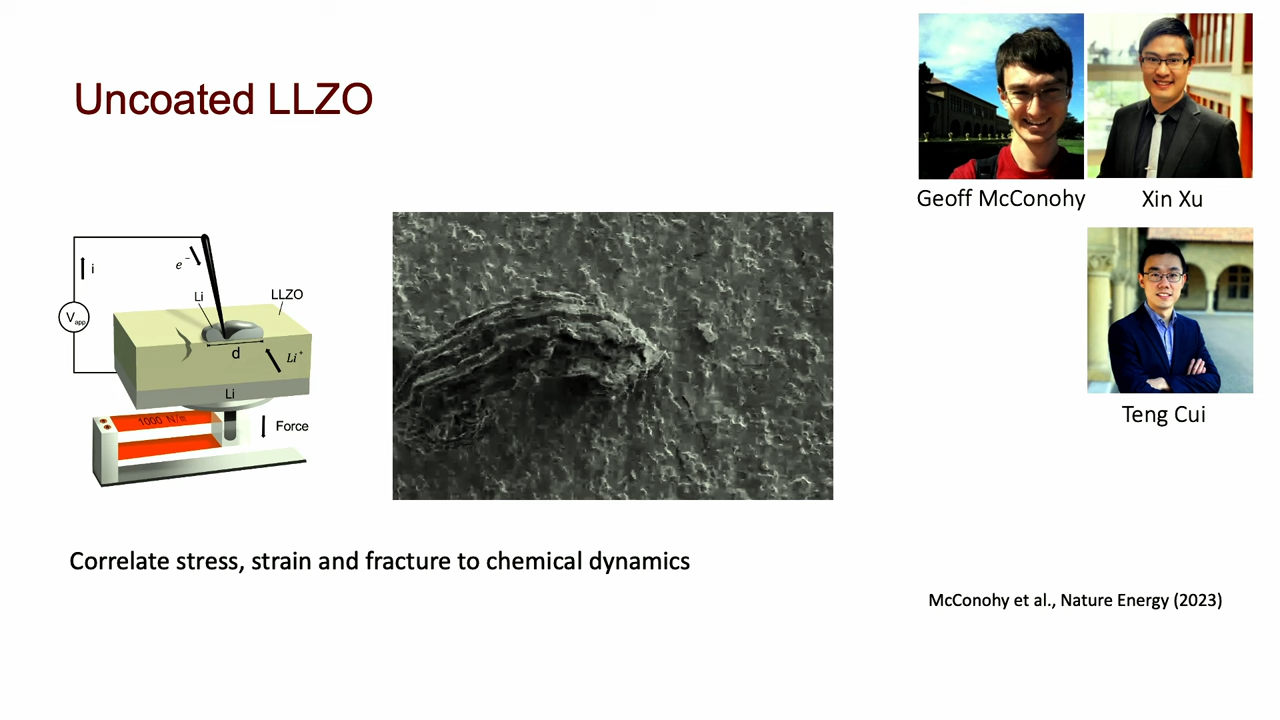 Uncoated LLZO
Geoff McConohy
Xin Xu
Teng Cui
i
e⁻
Li
LLZO
V_app
d
Li⁺
Li
1000 N/m
Force
Correlate stress, strain and fracture to chemical dynamics
McConohy et al., Nature Energy (2023)